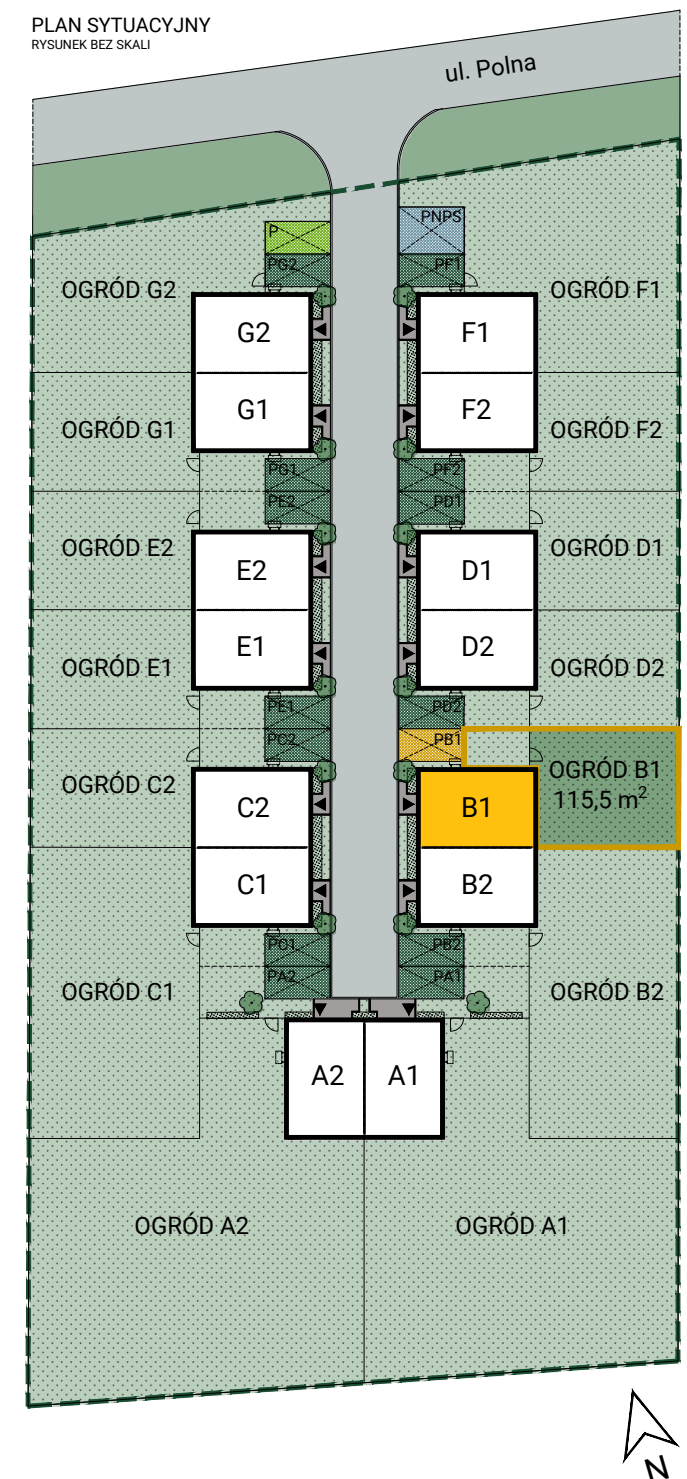 PLAN SYTUACYJNY
RYSUNEK BEZ SKALI
ul. Polna
P
PNPS
PG2
PF1
OGRÓD G2
OGRÓD F1
G2
F1
G1
F2
OGRÓD G1
OGRÓD F2
PG1
PF2
PE2
PD1
OGRÓD E2
OGRÓD D1
E2
D1
E1
D2
OGRÓD E1
OGRÓD D2
PE1
PD2
PC2
PB1
OGRÓD C2
OGRÓD B1
115,5 m²
C2
B1
C1
B2
PC1
PB2
PA2
PA1
OGRÓD C1
OGRÓD B2
A2
A1
OGRÓD A2
OGRÓD A1
N